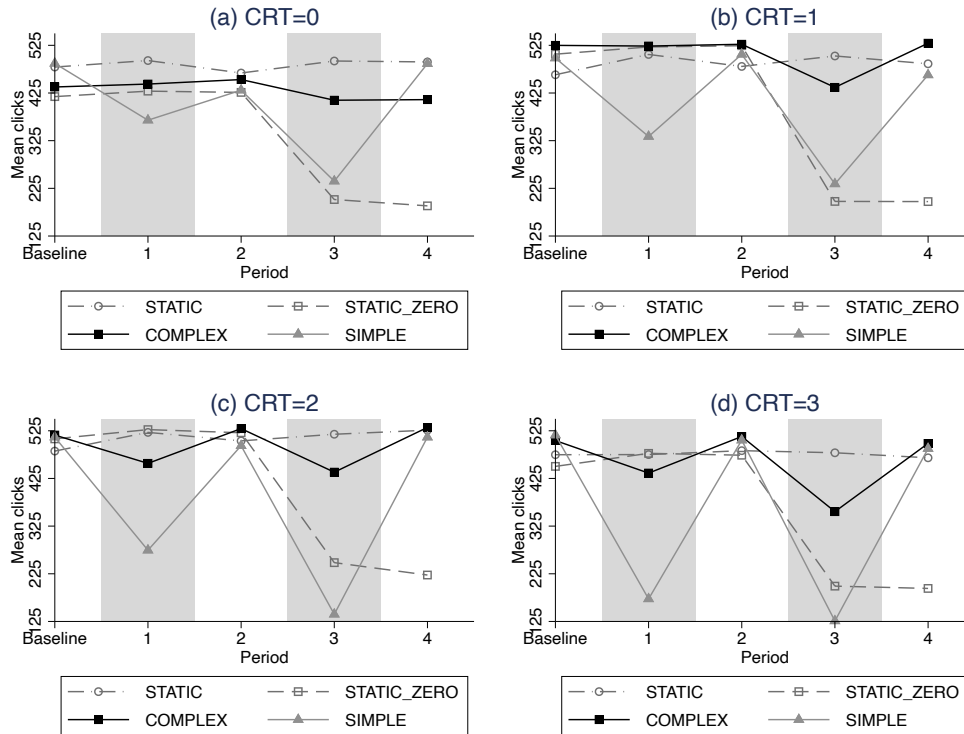 (a) CRT=0
Mean clicks
525
425
325
225
125
Baseline 1 2 3 4
Period
STATIC STATIC_ZERO
COMPLEX SIMPLE
(b) CRT=1
Mean clicks
525
425
325
225
125
Baseline 1 2 3 4
Period
STATIC STATIC_ZERO
COMPLEX SIMPLE
(c) CRT=2
Mean clicks
525
425
325
225
125
Baseline 1 2 3 4
Period
STATIC STATIC_ZERO
COMPLEX SIMPLE
(d) CRT=3
Mean clicks
525
425
325
225
125
Baseline 1 2 3 4
Period
STATIC STATIC_ZERO
COMPLEX SIMPLE